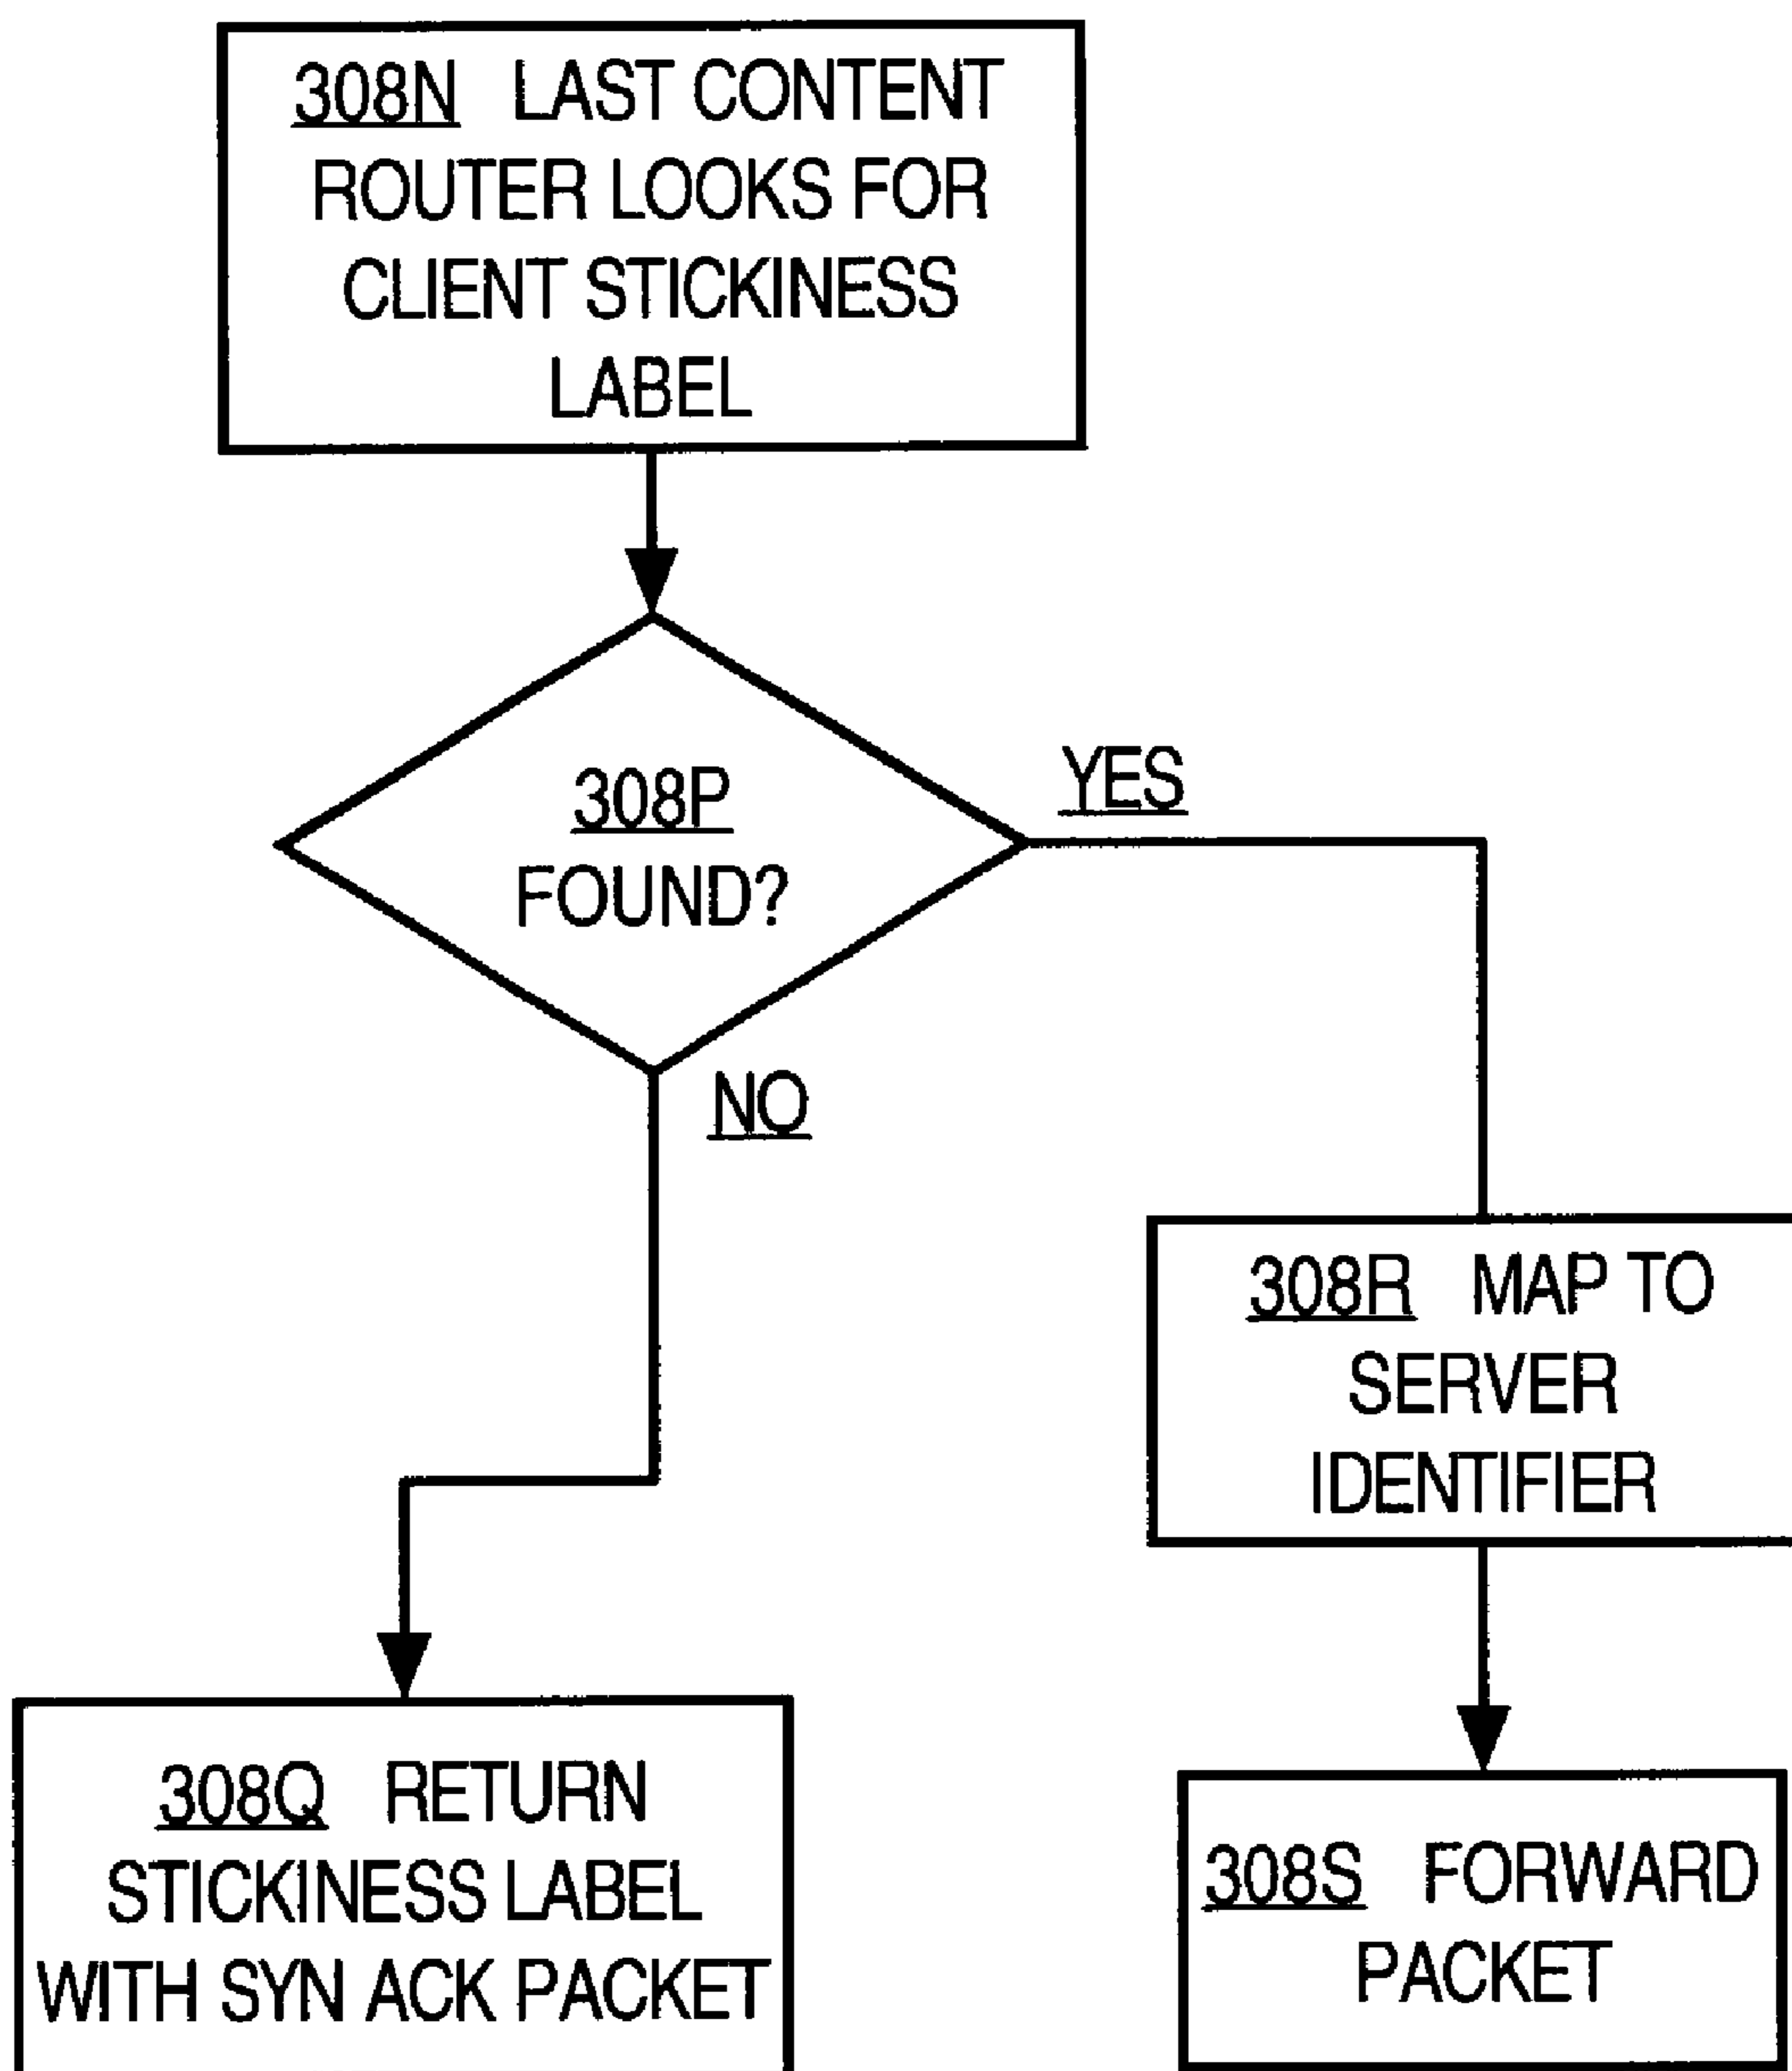 308N LAST CONTENT
ROUTER LOOKS FOR
CLIENT STICKINESS
LABEL
308P
FOUND?
YES
NO
308R MAP TO
SERVER
IDENTIFIER
308Q RETURN
STICKINESS LABEL
WITH SYN ACK PACKET
308S FORWARD
PACKET